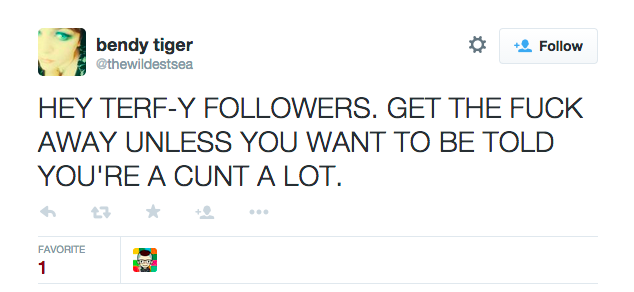 bendy tiger
@thewildestsea
Follow
HEY TERF-Y FOLLOWERS. GET THE FUCK
AWAY UNLESS YOU WANT TO BE TOLD
YOU'RE A CUNT A LOT.
FAVORITE
1